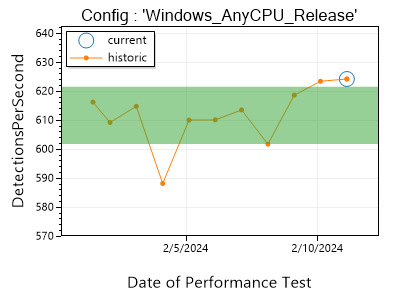 Config : 'Windows_AnyCPU_Release'
current
historic
640
630
620
610
600
590
580
570
DetectionsPerSecond
2/5/2024
2/10/2024
Date of Performance Test